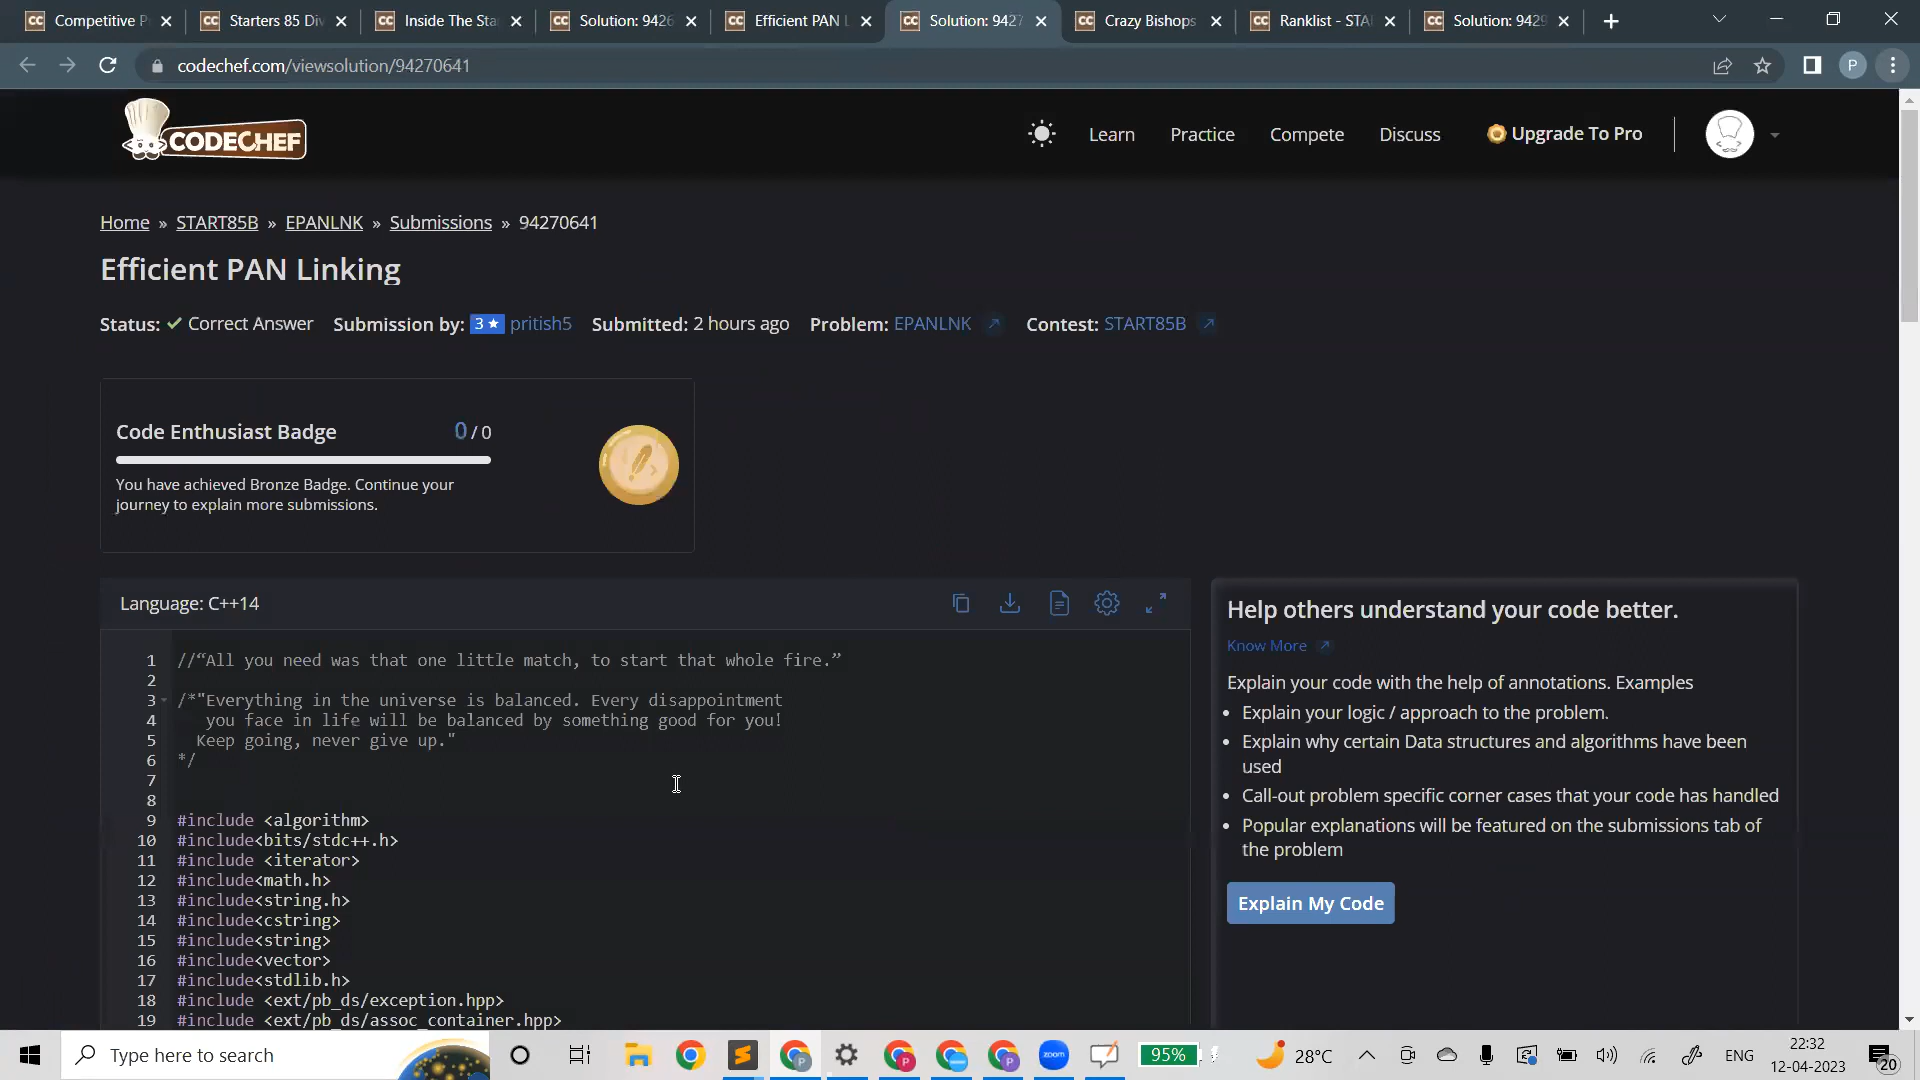 CC Competitive P
CC Starters 85 Div
CC Inside The Sta
CC Solution: 9426
CC Efficient PAN L
CC Solution: 9427
CC Crazy Bishops
CC Ranklist - STA
CC Solution: 9429
codechef.com/viewsolution/94270641
P
CODECHEF
Learn
Practice
Compete
Discuss
Upgrade To Pro
Home » START85B » EPANLNK » Submissions » 94270641
Efficient PAN Linking
Status: ✓ Correct Answer Submission by: 3★ pritish5 Submitted: 2 hours ago Problem: EPANLNK Contest: START85B
Code Enthusiast Badge 0 / 0
You have achieved Bronze Badge. Continue your
journey to explain more submissions.
Language: C++14
1 //“All you need was that one little match, to start that whole fire.”
2
3 /*"Everything in the universe is balanced. Every disappointment
4 you face in life will be balanced by something good for you!
5 Keep going, never give up."
6 */
7
8
9 #include <algorithm>
10 #include<bits/stdc++.h>
11 #include <iterator>
12 #include<math.h>
13 #include<string.h>
14 #include<cstring>
15 #include<string>
16 #include<vector>
17 #include<stdlib.h>
18 #include <ext/pb_ds/exception.hpp>
19 #include <ext/pb_ds/assoc_container.hpp>
Help others understand your code better.
Know More
Explain your code with the help of annotations. Examples
• Explain your logic / approach to the problem.
• Explain why certain Data structures and algorithms have been
used
• Call-out problem specific corner cases that your code has handled
• Popular explanations will be featured on the submissions tab of
the problem
Explain My Code
Type here to search
zoom
95%
28°C
ENG
22:32
12-04-2023
20